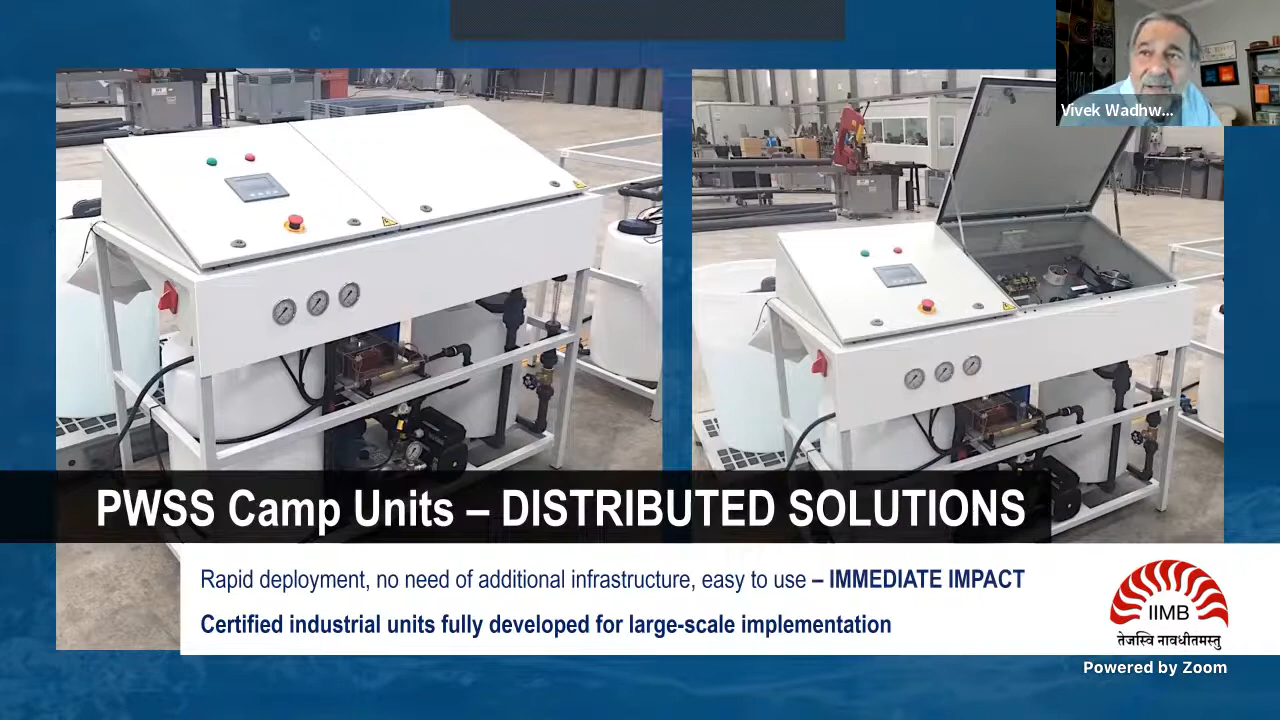 Vivek Wadhw...
PWSS Camp Units – DISTRIBUTED SOLUTIONS
Rapid deployment, no need of additional infrastructure, easy to use – IMMEDIATE IMPACT
Certified industrial units fully developed for large-scale implementation
IIMB
तेजस्वि नावधीतमस्तु
Powered by Zoom